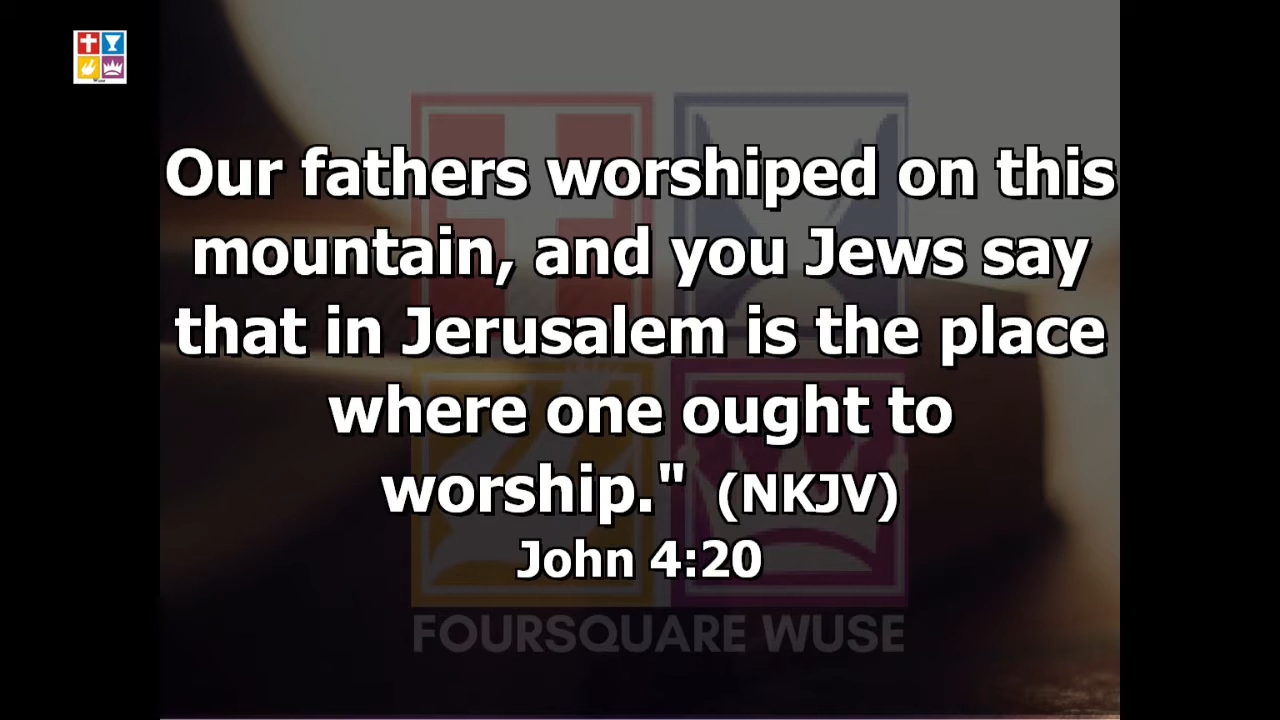 Our fathers worshiped on this
mountain, and you Jews say
that in Jerusalem is the place
where one ought to
worship." (NKJV)
John 4:20
FOURSQUARE WUSE